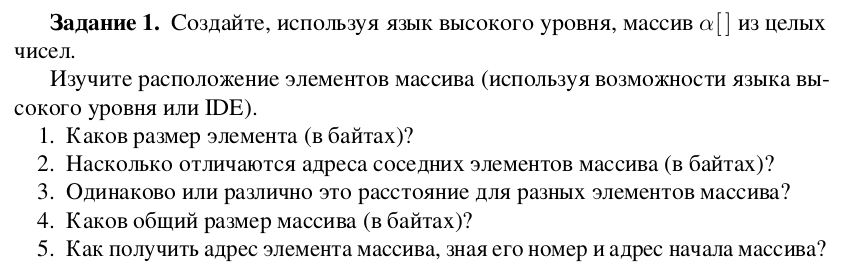 Задание 1. Создайте, используя язык высокого уровня, массив α[] из целых
чисел.
Изучите расположение элементов массива (используя возможности языка вы-
сокого уровня или IDE).
1. Каков размер элемента (в байтах)?
2. Насколько отличаются адреса соседних элементов массива (в байтах)?
3. Одинаково или различно это расстояние для разных элементов массива?
4. Каков общий размер массива (в байтах)?
5. Как получить адрес элемента массива, зная его номер и адрес начала массива?